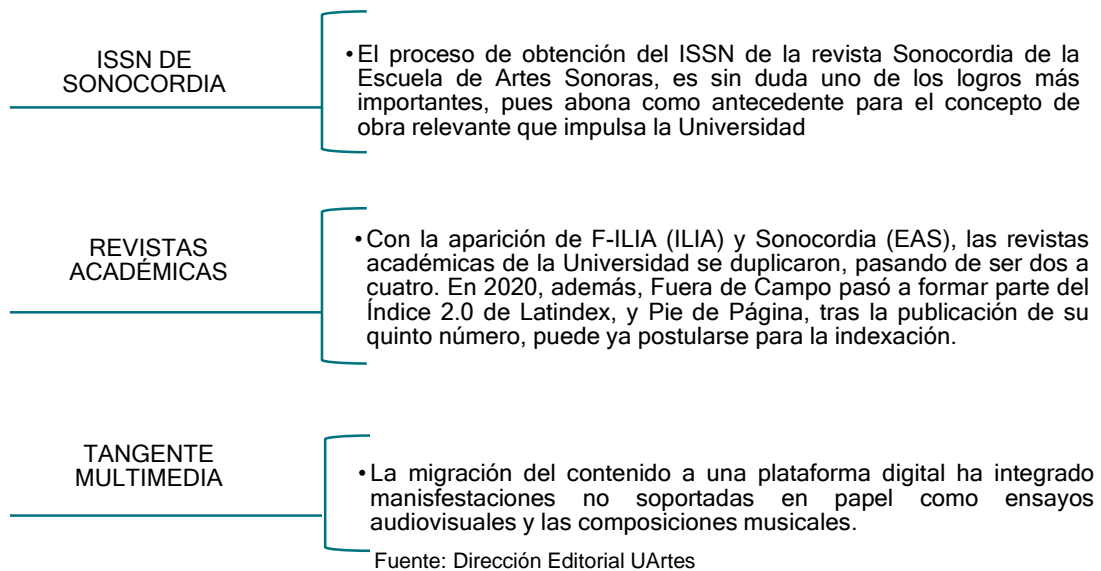 ISSN DE
SONOCORDIA
•El proceso de obtención del ISSN de la revista Sonocordia de la
Escuela de Artes Sonoras, es sin duda uno de los logros más
importantes, pues abona como antecedente para el concepto de
obra relevante que impulsa la Universidad
REVISTAS
ACADÉMICAS
•Con la aparición de F-ILIA (ILIA) y Sonocordia (EAS), las revistas
académicas de la Universidad se duplicaron, pasando de ser dos a
cuatro. En 2020, además, Fuera de Campo pasó a formar parte del
Índice 2.0 de Latindex, y Pie de Página, tras la publicación de su
quinto número, puede ya postularse para la indexación.
TANGENTE
MULTIMEDIA
•La migración del contenido a una plataforma digital ha integrado
manisfestaciones no soportadas en papel como ensayos
audiovisuales y las composiciones musicales.
Fuente: Dirección Editorial UArtes